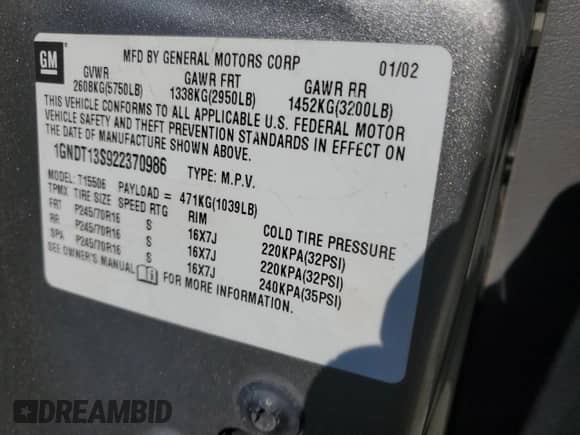 GM
MFD BY GENERAL MOTORS CORP 01/02
GVWR GAWR FRT GAWR RR
2608KG(5750LB) 1338KG(2950LB) 1452KG(3200LB)
THIS VEHICLE CONFORMS TO ALL APPLICABLE U.S. FEDERAL MOTOR
VEHICLE SAFETY AND THEFT PREVENTION STANDARDS IN EFFECT ON
THE DATE OF MANUFACTURE SHOWN ABOVE.
1GNDT13S922370986 TYPE: M.P.V.
MODEL: T15506 PAYLOAD = 471KG(1039LB)
TPMX TIRE SIZE SPEED RTG RIM COLD TIRE PRESSURE
FRT P245/70R16 S 16X7J 220KPA(32PSI)
RR P245/70R16 S 16X7J 220KPA(32PSI)
SPA P245/70R16 S 16X7J 240KPA(35PSI)
SEE OWNER'S MANUAL FOR MORE INFORMATION.
DREAMBID